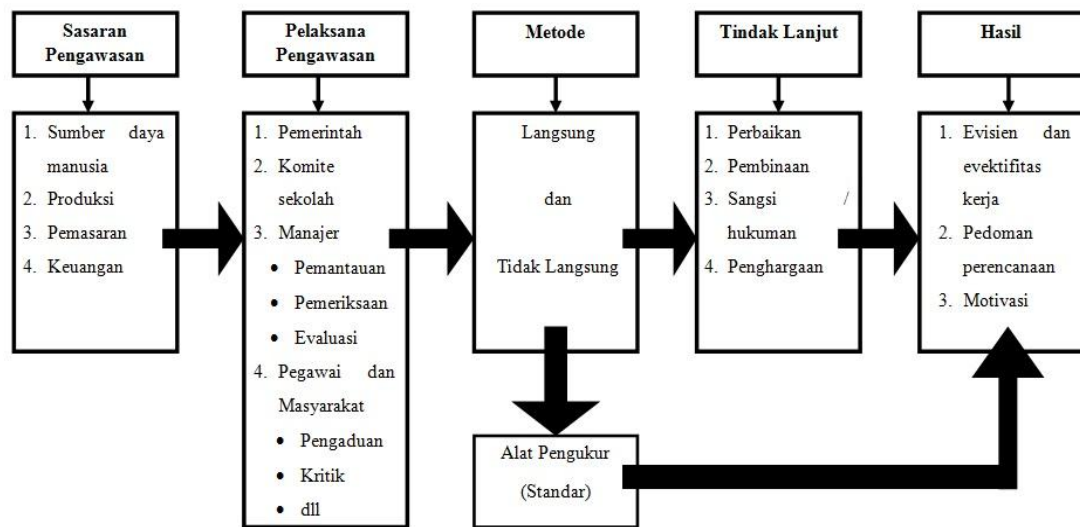 Sasaran
Pengawasan
Pelaksana
Pengawasan
Metode
Tindak Lanjut
Hasil
1. Sumber daya
manusia
2. Produksi
3. Pemasaran
4. Keuangan
1. Pemerintah
2. Komite
sekolah
3. Manajer
• Pemantauan
• Pemeriksaan
• Evaluasi
4. Pegawai dan
Masyarakat
• Pengaduan
• Kritik
• dll
Langsung
dan
Tidak Langsung
1. Perbaikan
2. Pembinaan
3. Sangsi /
hukuman
4. Penghargaan
1. Evisien dan
evektifitas
kerja
2. Pedoman
perencanaan
3. Motivasi
Alat Pengukur
(Standar)